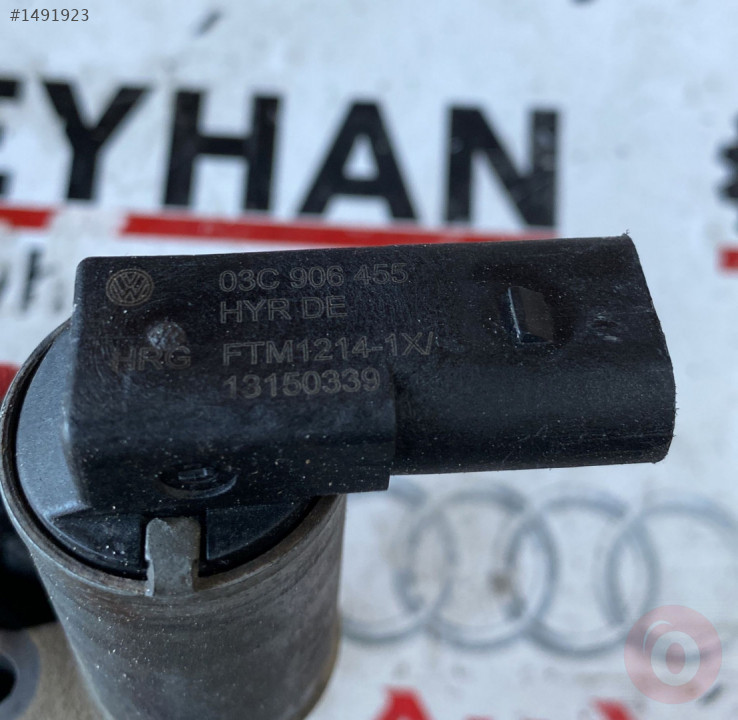 #1491923
EYHAN
03C 906 455
HYR DE
HRG FTM1214-1X/
13150339